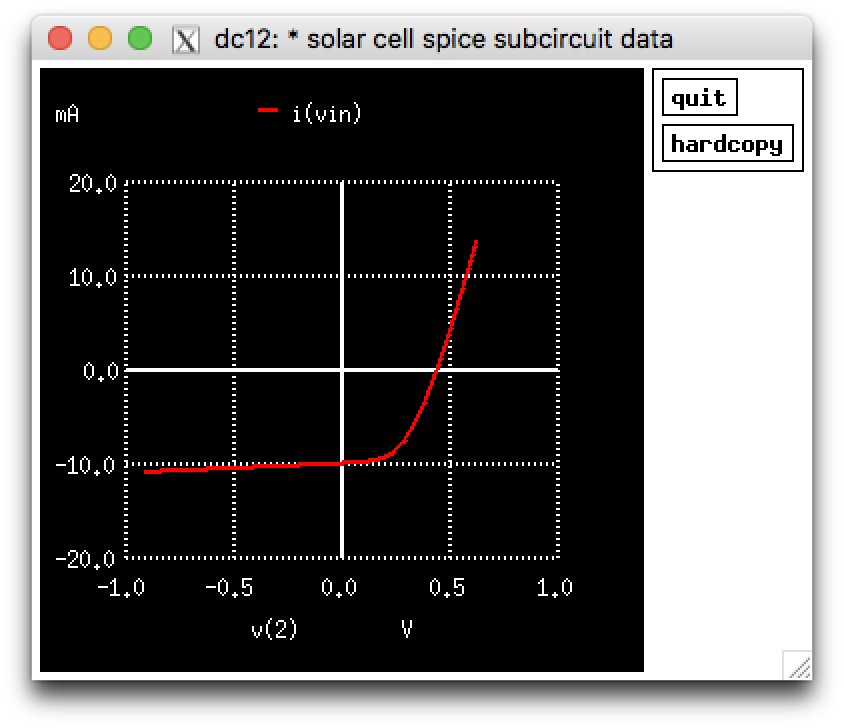 dc12: * solar cell spice subcircuit data
quit
hardcopy
mA
i(vin)
20.0
10.0
0.0
-10.0
-20.0
-1.0 -0.5 0.0 0.5 1.0
v(2) V